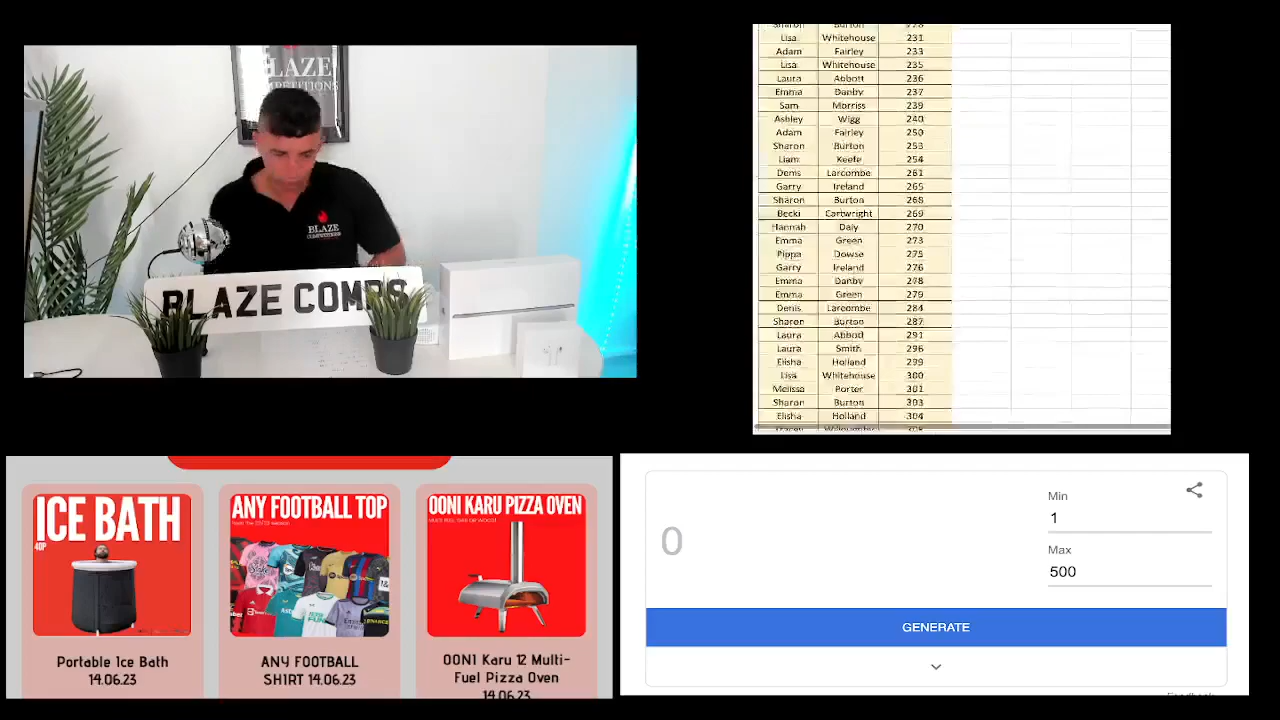 BLAZE
COMPETITIONS
BLAZE
BLAZE COMPS
Lisa Whitehouse 231
Adam Fairley 233
Lisa Whitehouse 235
Laura Abbott 236
Emma Danby 237
Sam Morriss 239
Ashley Wigg 240
Adam Fairley 250
Sharon Burton 253
Liam Keefe 254
Denis Larcombe 261
Garry Ireland 265
Sharon Burton 268
Becki Cartwright 269
Hannah Daly 270
Emma Green 273
Pippa Dowse 275
Garry Ireland 276
Emma Danby 278
Emma Green 279
Denis Larcombe 284
Sharon Burton 287
Laura Abbott 291
Laura Smith 296
Elisha Holland 299
Lisa Whitehouse 300
Melissa Porter 301
Sharon Burton 303
Elisha Holland 304
ICE BATH
40P
Portable Ice Bath
14.06.23
ANY FOOTBALL TOP
ANY FOOTBALL
SHIRT 14.06.23
OONI KARU PIZZA OVEN
OONI Karu 12 Multi-
Fuel Pizza Oven
14.06.23
0
Min
1
Max
500
GENERATE